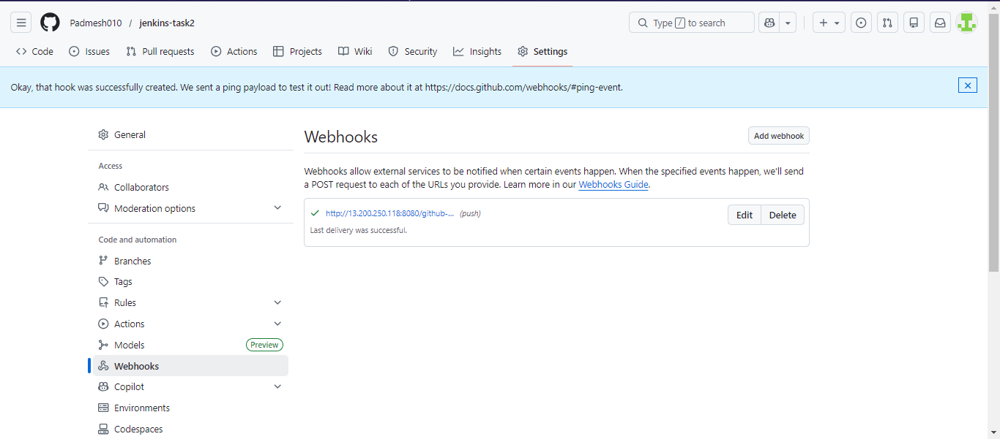 Padmesh010 / jenkins-task2
Type / to search
Code
Issues
Pull requests
Actions
Projects
Wiki
Security
Insights
Settings
Okay, that hook was successfully created. We sent a ping payload to test it out! Read more about it at https://docs.github.com/webhooks/#ping-event.
General
Access
Collaborators
Moderation options
Code and automation
Branches
Tags
Rules
Actions
Models
Preview
Webhooks
Copilot
Environments
Codespaces
Webhooks
Add webhook
Webhooks allow external services to be notified when certain events happen. When the specified events happen, we'll send
a POST request to each of the URLs you provide. Learn more in our Webhooks Guide.
http://13.200.250.118:8080/github-... (push)
Edit
Delete
Last delivery was successful.